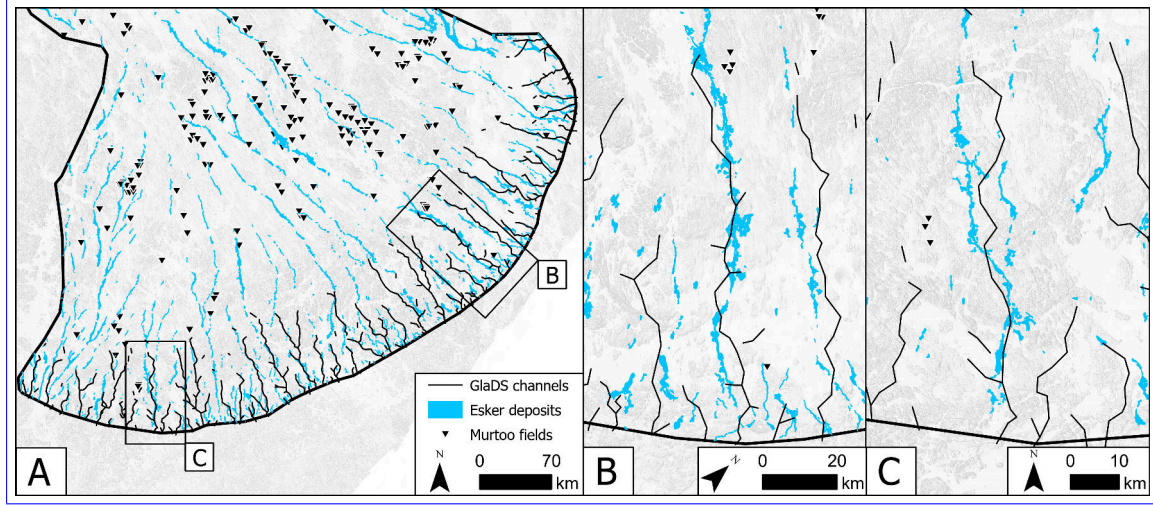 B
C
GlaDS channels
Esker deposits
Murtoo fields
N
0 70
km
A
N
0 20
km
B
N
0 10
km
C